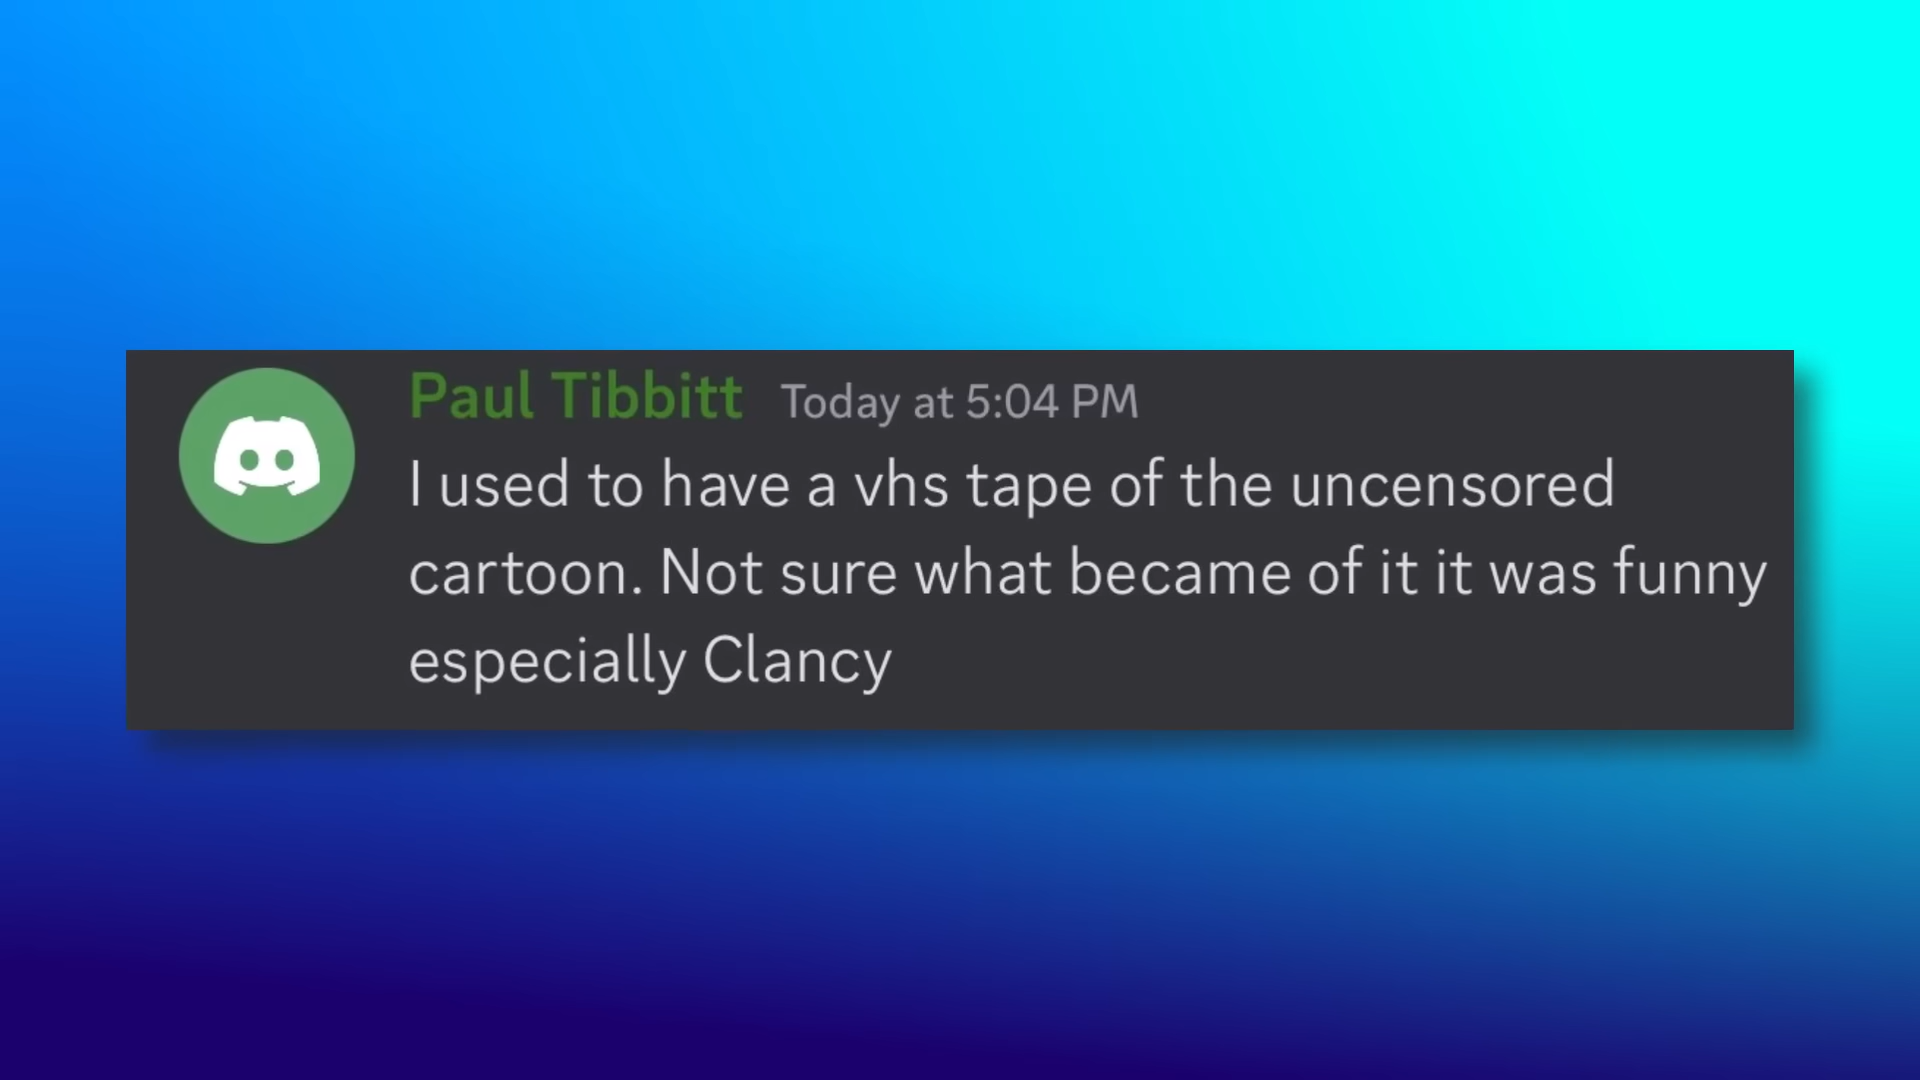 Paul Tibbitt Today at 5:04 PM
I used to have a vhs tape of the uncensored
cartoon. Not sure what became of it it was funny
especially Clancy